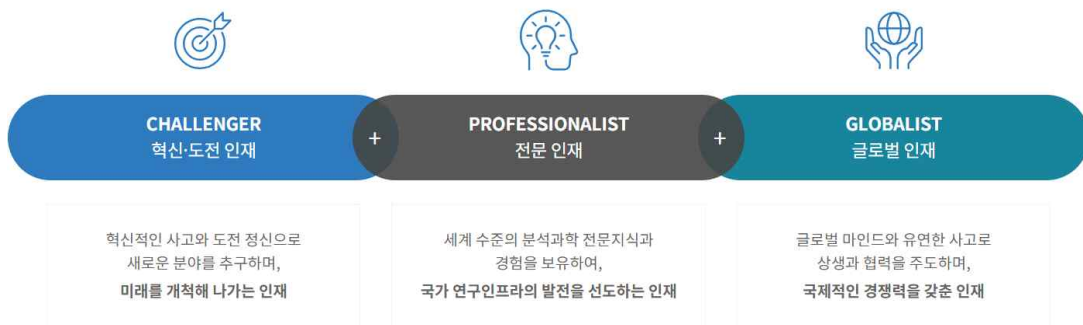 CHALLENGER
혁신·도전 인재
+
PROFESSIONALIST
전문 인재
+
GLOBALIST
글로벌 인재
혁신적인 사고와 도전 정신으로
새로운 분야를 추구하며,
미래를 개척해 나가는 인재
세계 수준의 분석과학 전문지식과
경험을 보유하여,
국가 연구인프라의 발전을 선도하는 인재
글로벌 마인드와 유연한 사고로
상생과 협력을 주도하며,
국제적인 경쟁력을 갖춘 인재